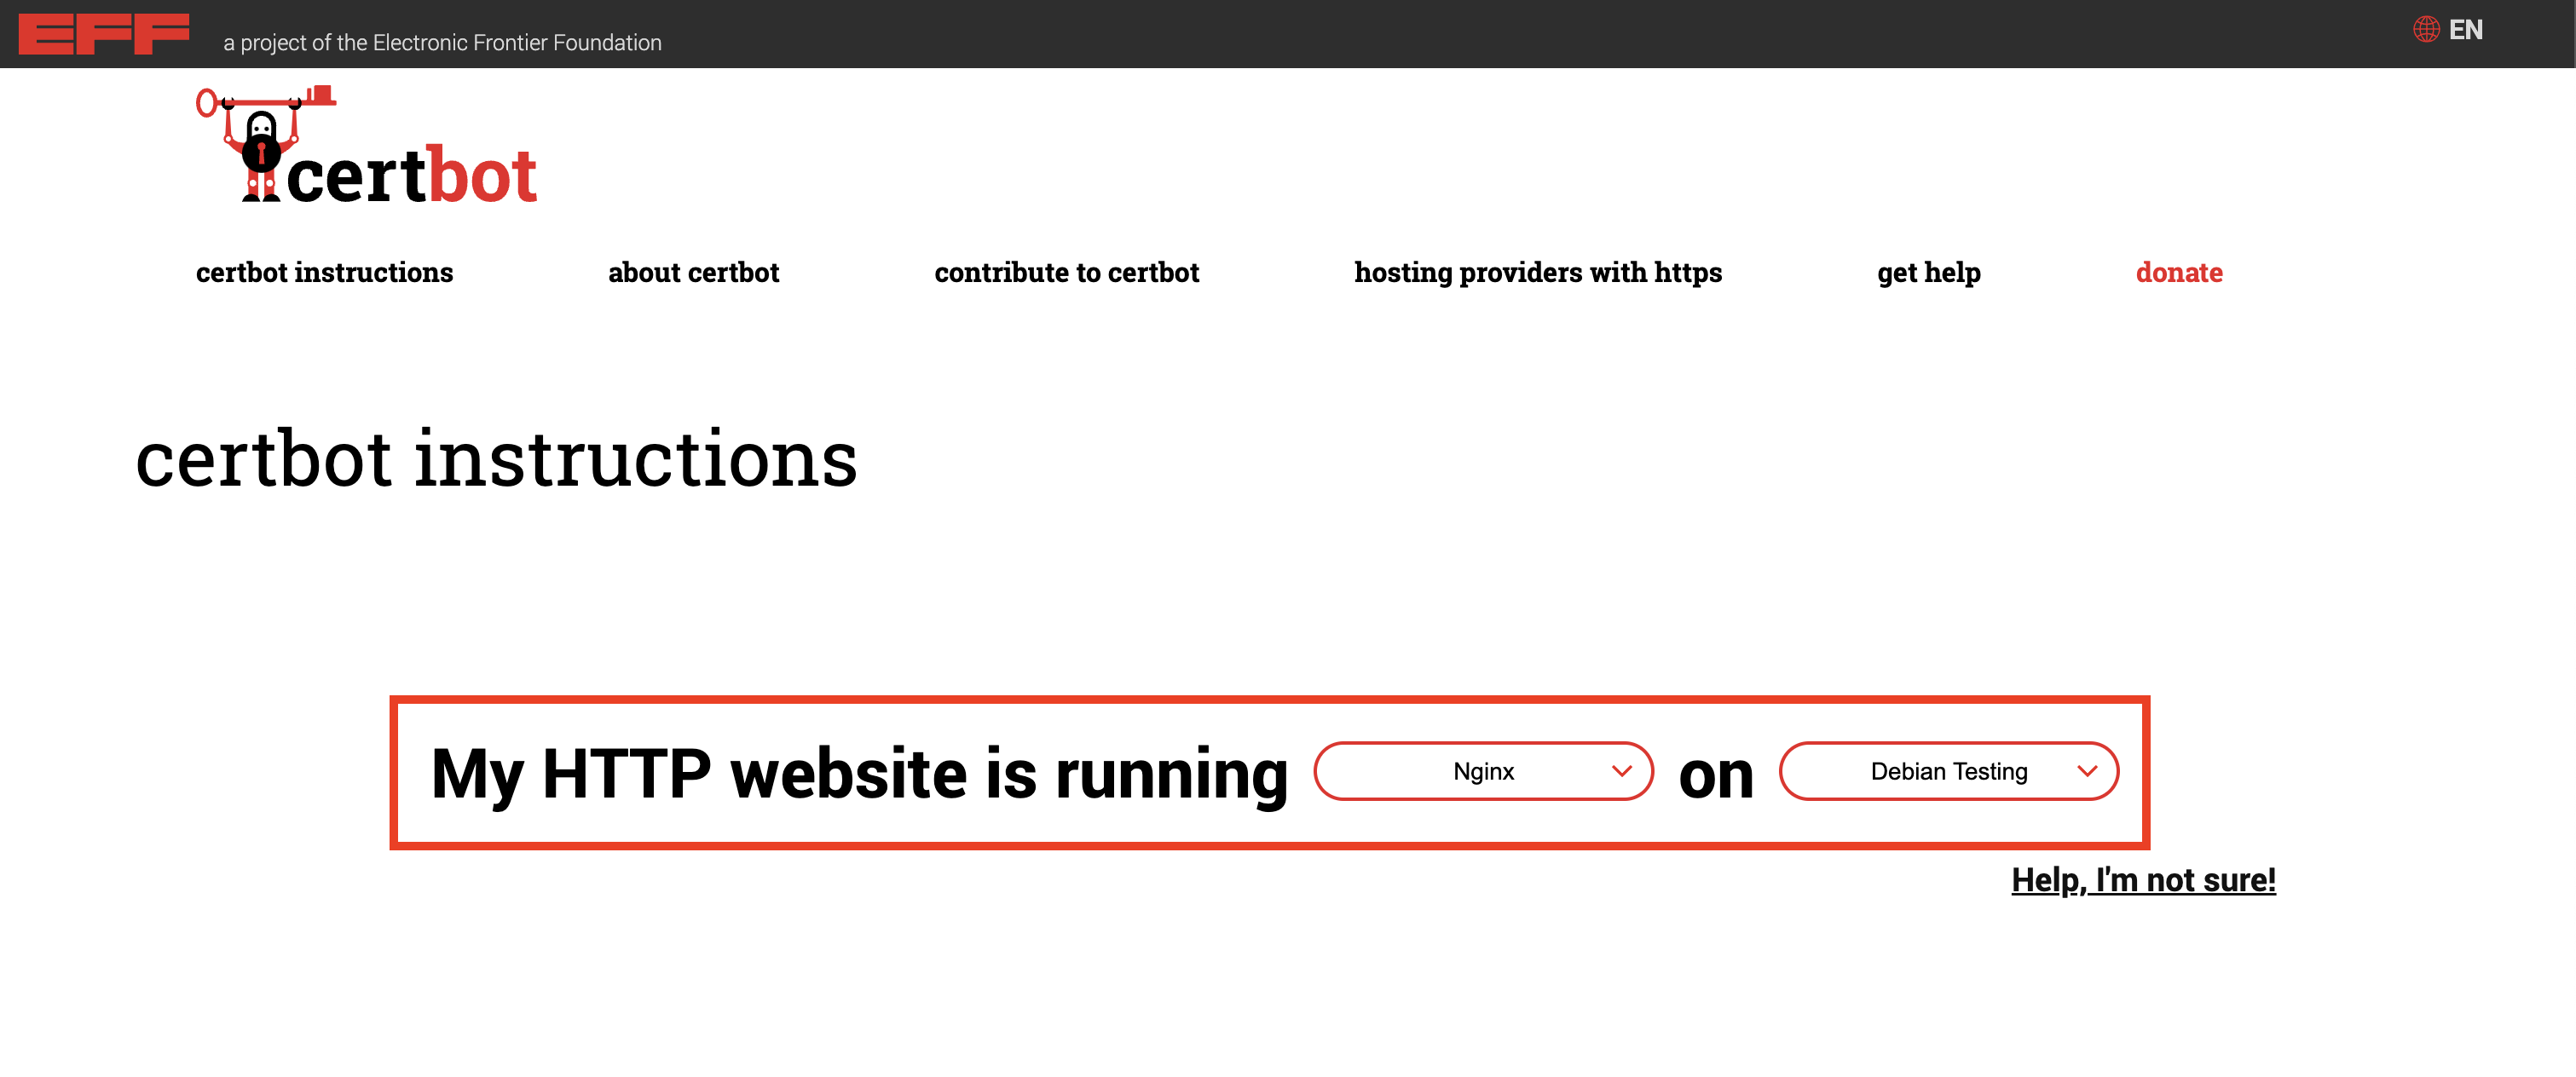 EFF a project of the Electronic Frontier Foundation EN
certbot
certbot instructions about certbot contribute to certbot hosting providers with https get help donate
certbot instructions
My HTTP website is running Nginx on Debian Testing
Help, I'm not sure!